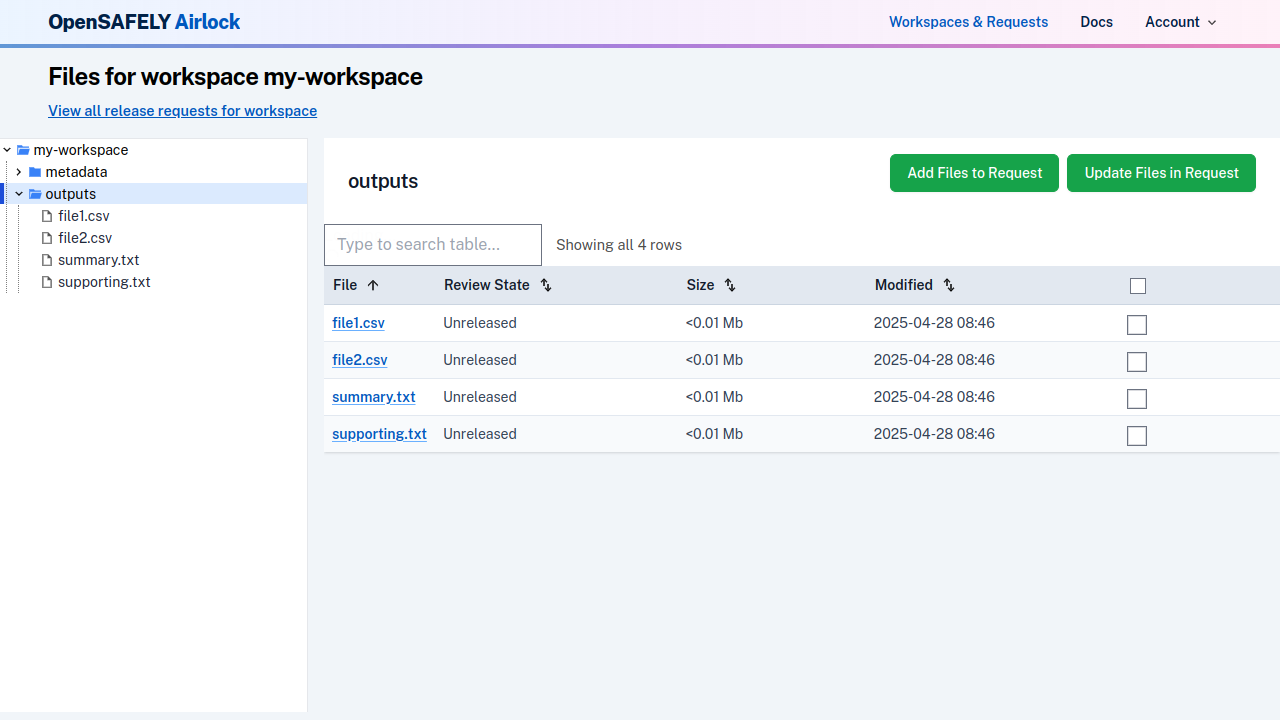 OpenSAFELY Airlock Workspaces & Requests Docs Account
Files for workspace my-workspace
View all release requests for workspace
my-workspace
metadata
outputs
file1.csv
file2.csv
summary.txt
supporting.txt
outputs
Add Files to Request Update Files in Request
Type to search table... Showing all 4 rows
File Review State Size Modified
file1.csv Unreleased <0.01 Mb 2025-04-28 08:46
file2.csv Unreleased <0.01 Mb 2025-04-28 08:46
summary.txt Unreleased <0.01 Mb 2025-04-28 08:46
supporting.txt Unreleased <0.01 Mb 2025-04-28 08:46